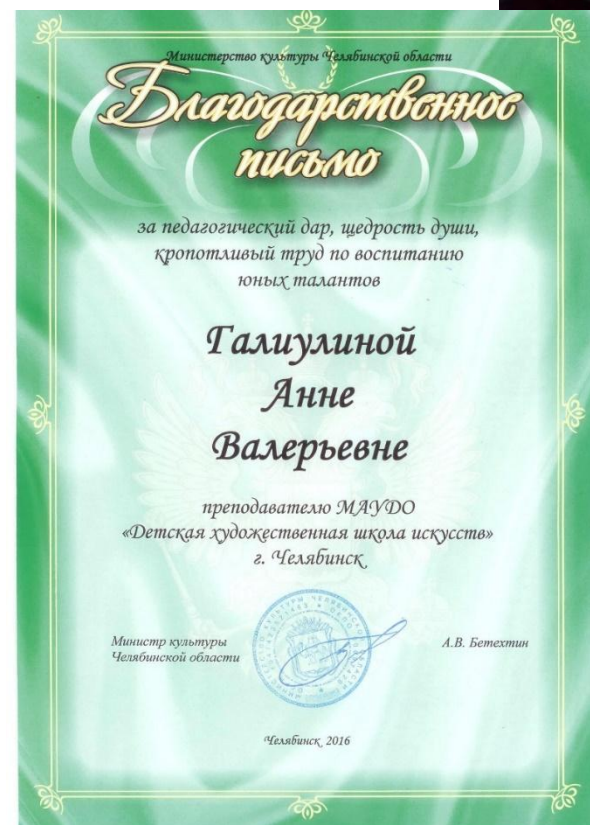 Министерство культуры Челябинской области
Благодарственное
письмо
за педагогический дар, щедрость души,
кропотливый труд по воспитанию
юных талантов
Галиулиной
Анне
Валерьевне
преподавателю МАУДО
«Детская художественная школа искусств»
г. Челябинск
Министр культуры
Челябинской области
А.В. Бетехтин
Челябинск, 2016